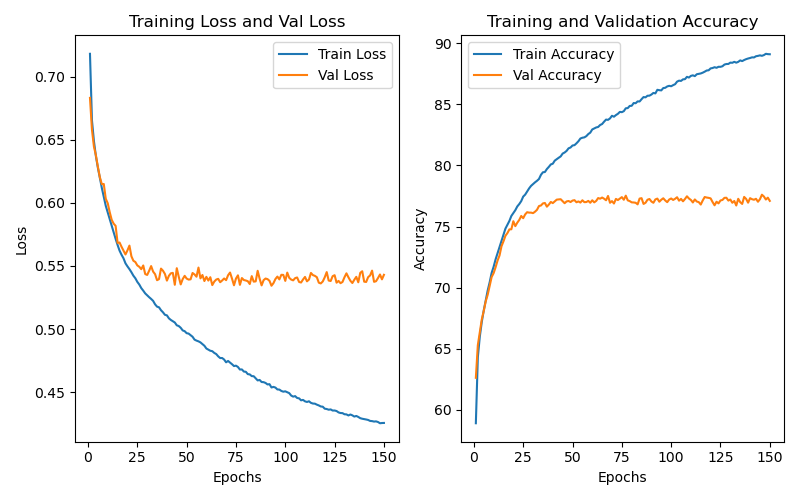 Training Loss and Val Loss
Train Loss
Val Loss
0.70
0.65
0.60
0.55
0.50
0.45
Loss
0
25
50
75
100
125
150
Epochs
Training and Validation Accuracy
Train Accuracy
Val Accuracy
90
85
80
75
70
65
60
Accuracy
0
25
50
75
100
125
150
Epochs